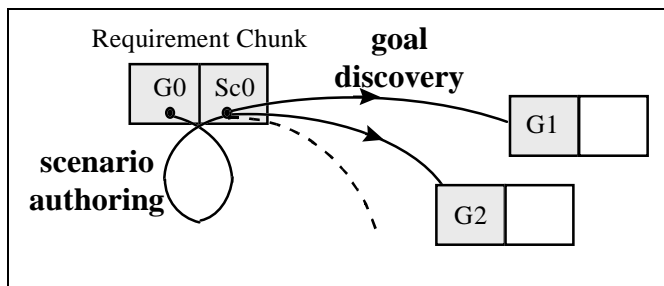 Requirement Chunk
goal
discovery
G0 Sc0
G1
scenario
authoring
G2